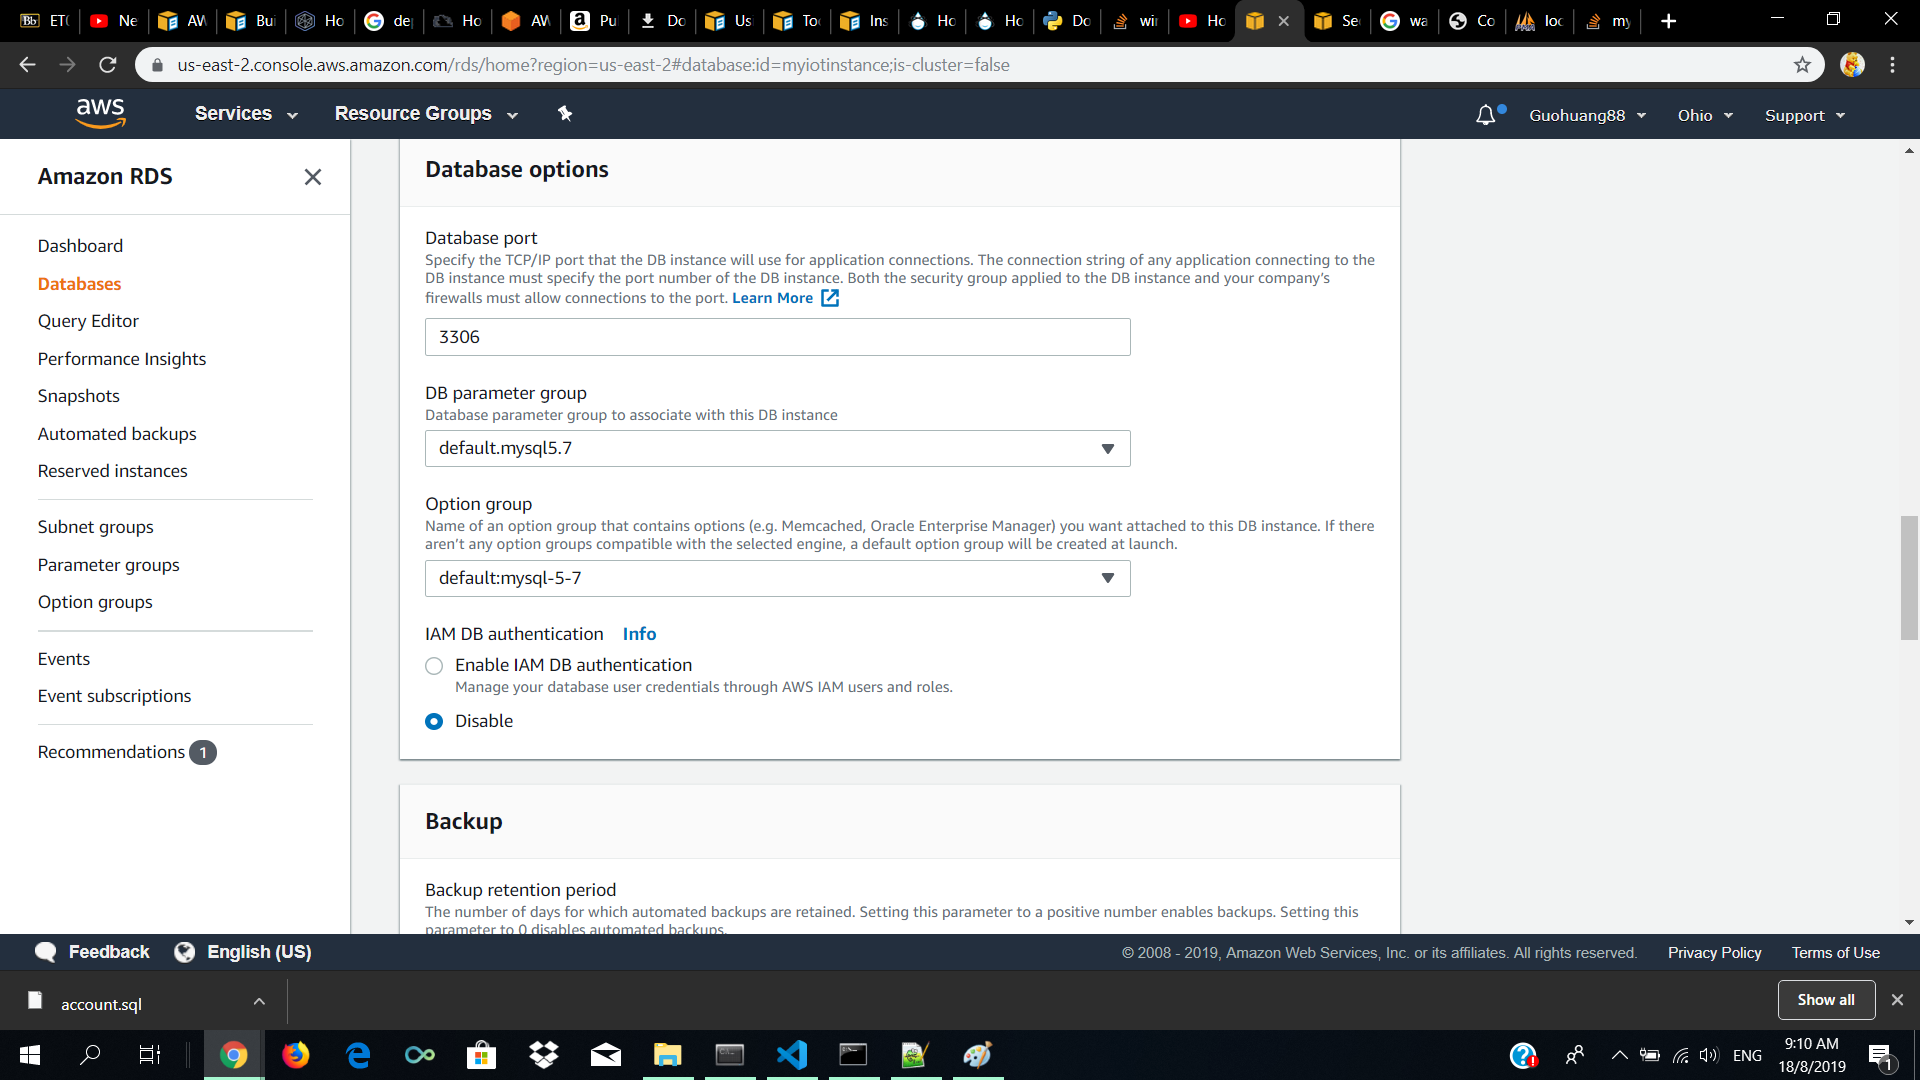 Bb ETC Ne AW Bui Ho dep Ho AW Pu Do Us Too Ins Ho Ho Do wir Ho Se wa Co loc my
us-east-2.console.aws.amazon.com/rds/home?region=us-east-2#database:id=myiotinstance;is-cluster=false
aws Services Resource Groups Guohuang88 Ohio Support
Amazon RDS
Dashboard
Databases
Query Editor
Performance Insights
Snapshots
Automated backups
Reserved instances
Subnet groups
Parameter groups
Option groups
Events
Event subscriptions
Recommendations 1
Database options
Database port
Specify the TCP/IP port that the DB instance will use for application connections. The connection string of any application connecting to the
DB instance must specify the port number of the DB instance. Both the security group applied to the DB instance and your company's
firewalls must allow connections to the port. Learn More
3306
DB parameter group
Database parameter group to associate with this DB instance
default.mysql5.7
Option group
Name of an option group that contains options (e.g. Memcached, Oracle Enterprise Manager) you want attached to this DB instance. If there
aren't any option groups compatible with the selected engine, a default option group will be created at launch.
default:mysql-5-7
IAM DB authentication Info
Enable IAM DB authentication
Manage your database user credentials through AWS IAM users and roles.
Disable
Backup
Backup retention period
The number of days for which automated backups are retained. Setting this parameter to a positive number enables backups. Setting this
parameter to 0 disables automated backups.
Feedback English (US) © 2008 - 2019, Amazon Web Services, Inc. or its affiliates. All rights reserved. Privacy Policy Terms of Use
account.sql Show all
ENG 9:10 AM
18/8/2019 1